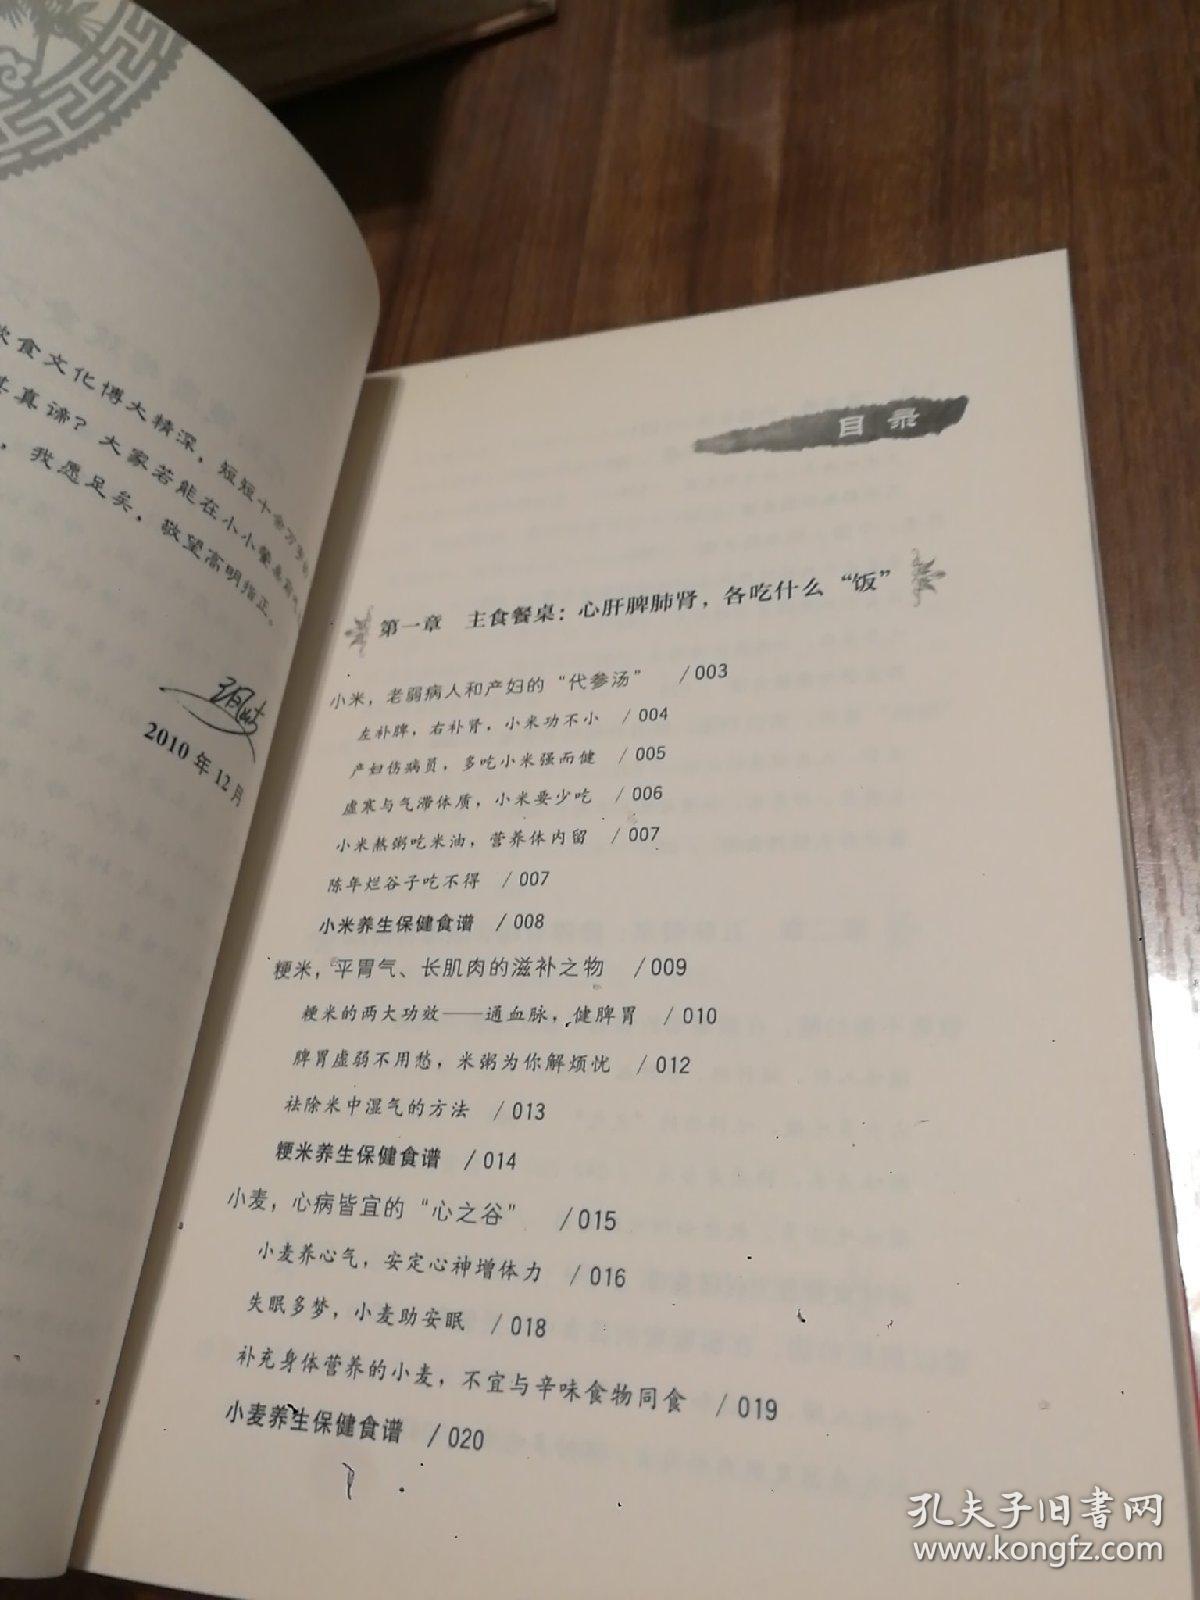 饮食文化博大精深，短短十余万字
真谛？大家若能在小小餐桌
，我愿足矣，敬望高明指正。
2010年12月
目录
第一章 主食餐桌：心肝脾肺肾，各吃什么“饭”
小米，老弱病人和产妇的“代参汤” /003
左补脾，右补肾，小米功不小 /004
产妇伤病员，多吃小米强而健 /005
虚寒与气滞体质，小米要少吃 /006
小米熬粥吃米油，营养体内留 /007
陈年烂谷子吃不得 /007
小米养生保健食谱 /008
粳米，平胃气、长肌肉的滋补之物 /009
粳米的两大功效——通血脉，健脾胃 /010
脾胃虚弱不用愁，米粥为你解烦忧 /012
祛除米中湿气的方法 /013
粳米养生保健食谱 /014
小麦，心病皆宜的“心之谷” /015
小麦养心气，安定心神增体力 /016
失眠多梦，小麦助安眠 /018
补充身体营养的小麦，不宜与辛味食物同食 /019
小麦养生保健食谱 /020
孔夫子旧书网
www.kongfz.com